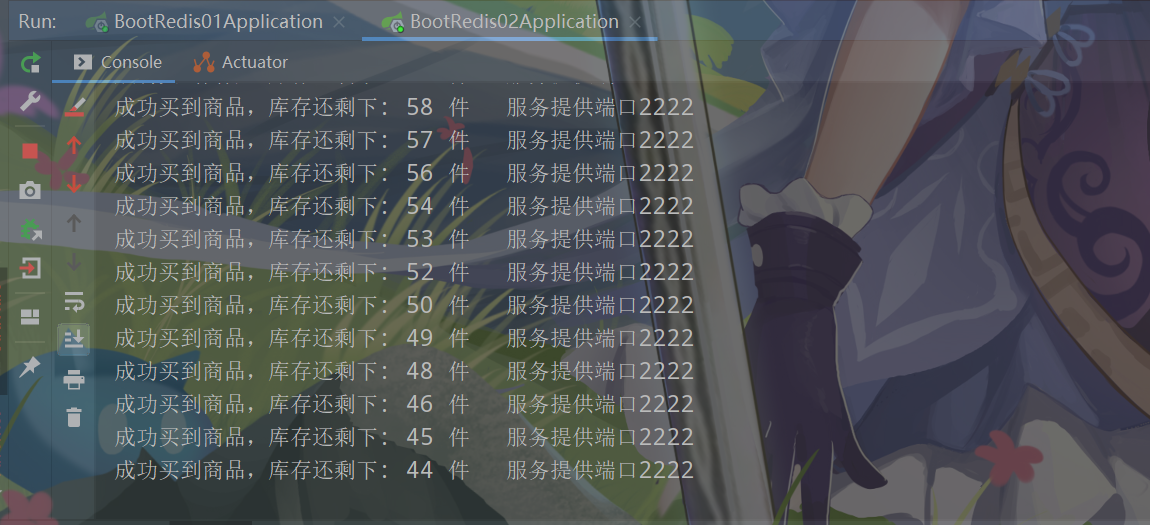 Run: BootRedis01Application BootRedis02Application
Console Actuator
成功买到商品，库存还剩下：58 件 服务提供端口2222
成功买到商品，库存还剩下：57 件 服务提供端口2222
成功买到商品，库存还剩下：56 件 服务提供端口2222
成功买到商品，库存还剩下：54 件 服务提供端口2222
成功买到商品，库存还剩下：53 件 服务提供端口2222
成功买到商品，库存还剩下：52 件 服务提供端口2222
成功买到商品，库存还剩下：50 件 服务提供端口2222
成功买到商品，库存还剩下：49 件 服务提供端口2222
成功买到商品，库存还剩下：48 件 服务提供端口2222
成功买到商品，库存还剩下：46 件 服务提供端口2222
成功买到商品，库存还剩下：45 件 服务提供端口2222
成功买到商品，库存还剩下：44 件 服务提供端口2222